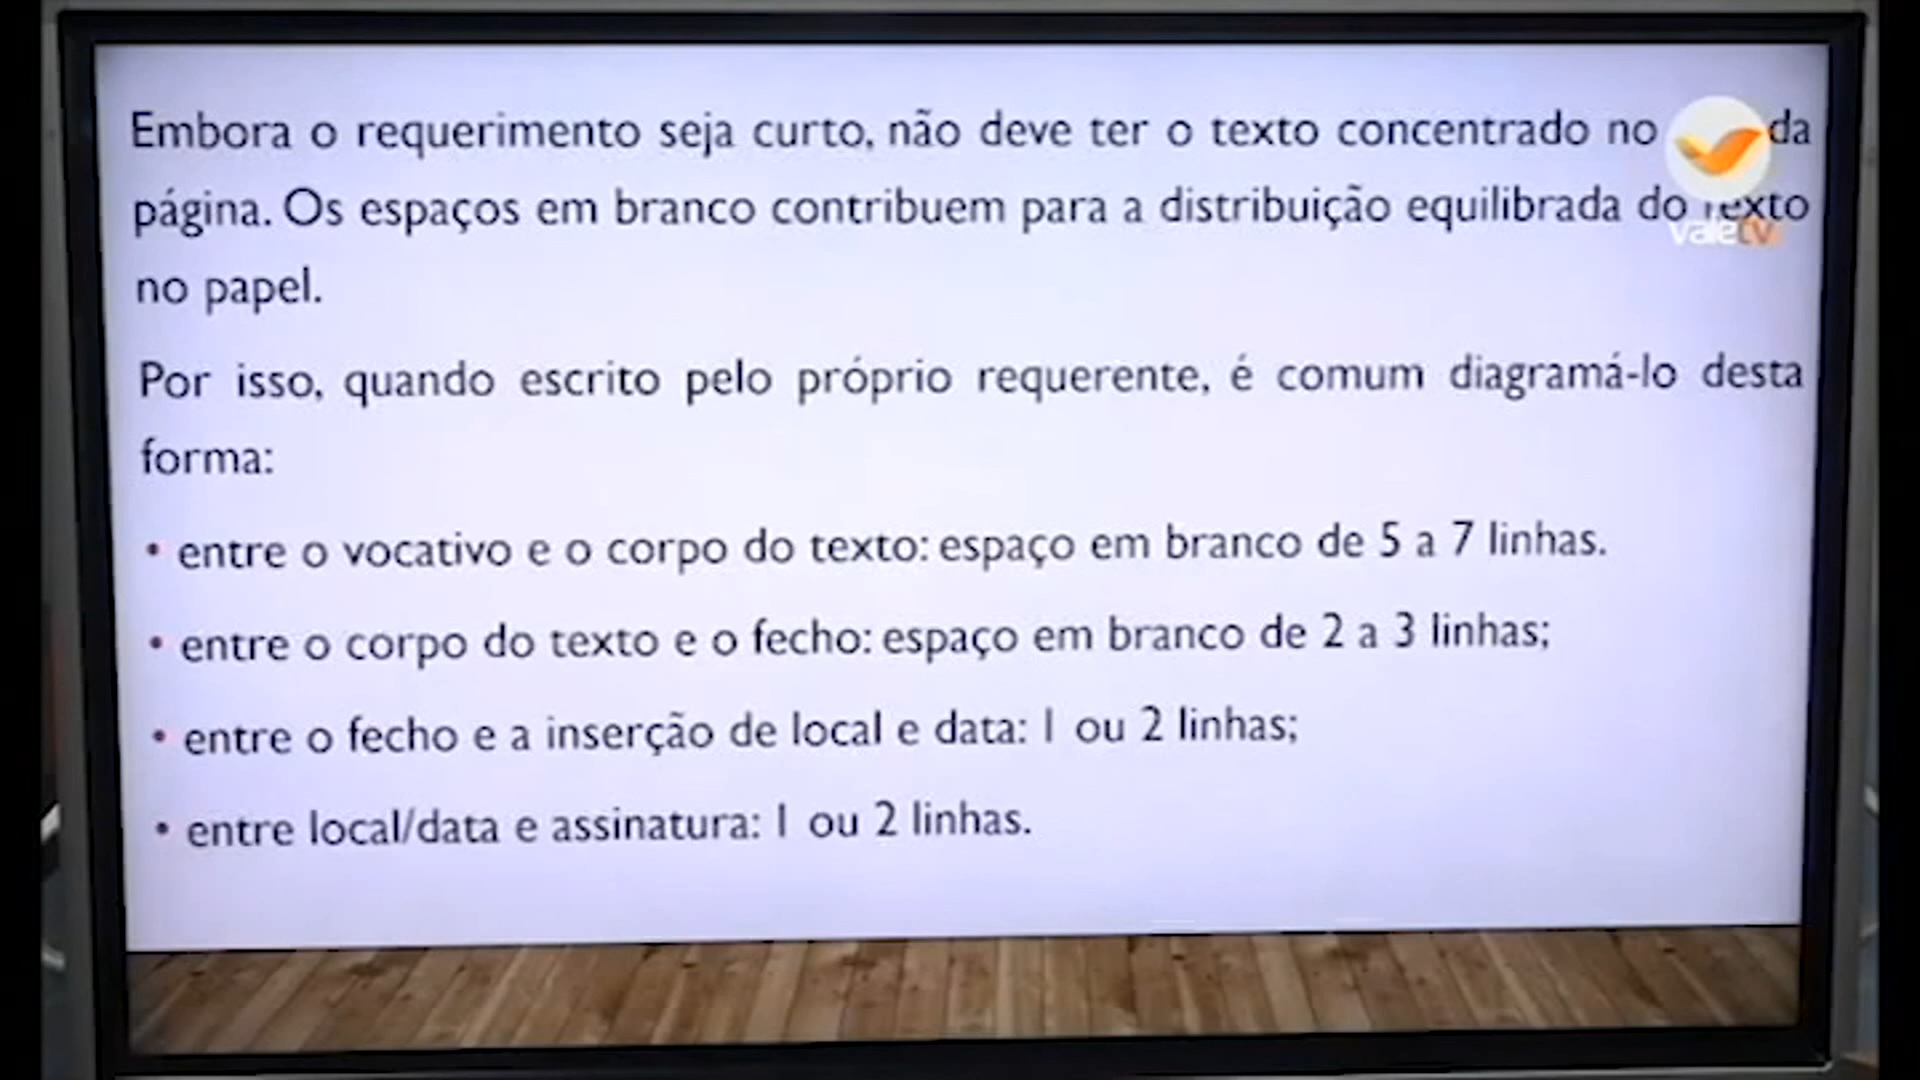 Embora o requerimento seja curto, não deve ter o texto concentrado no da
página. Os espaços em branco contribuem para a distribuição equilibrada do texto
no papel.
Por isso, quando escrito pelo próprio requerente, é comum diagramá-lo desta
forma:
• entre o vocativo e o corpo do texto: espaço em branco de 5 a 7 linhas.
• entre o corpo do texto e o fecho: espaço em branco de 2 a 3 linhas;
• entre o fecho e a inserção de local e data: 1 ou 2 linhas;
• entre local/data e assinatura: 1 ou 2 linhas.
valetv